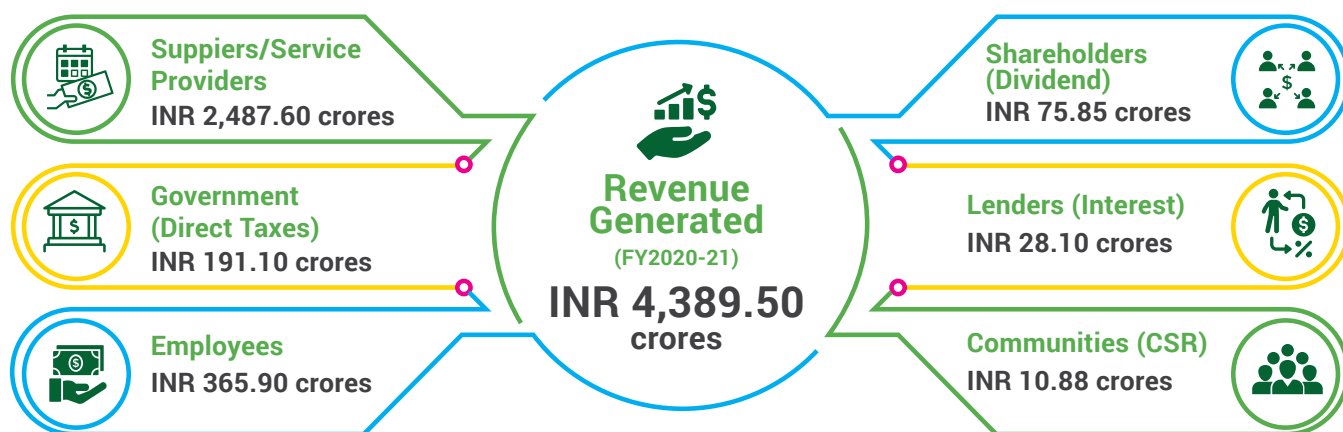 Suppiers/Service
Providers
INR 2,487.60 crores
Government
(Direct Taxes)
INR 191.10 crores
Employees
INR 365.90 crores
$
Revenue
Generated
(FY2020-21)
INR 4,389.50
crores
Shareholders
(Dividend)
INR 75.85 crores
Lenders (Interest)
INR 28.10 crores
Communities (CSR)
INR 10.88 crores